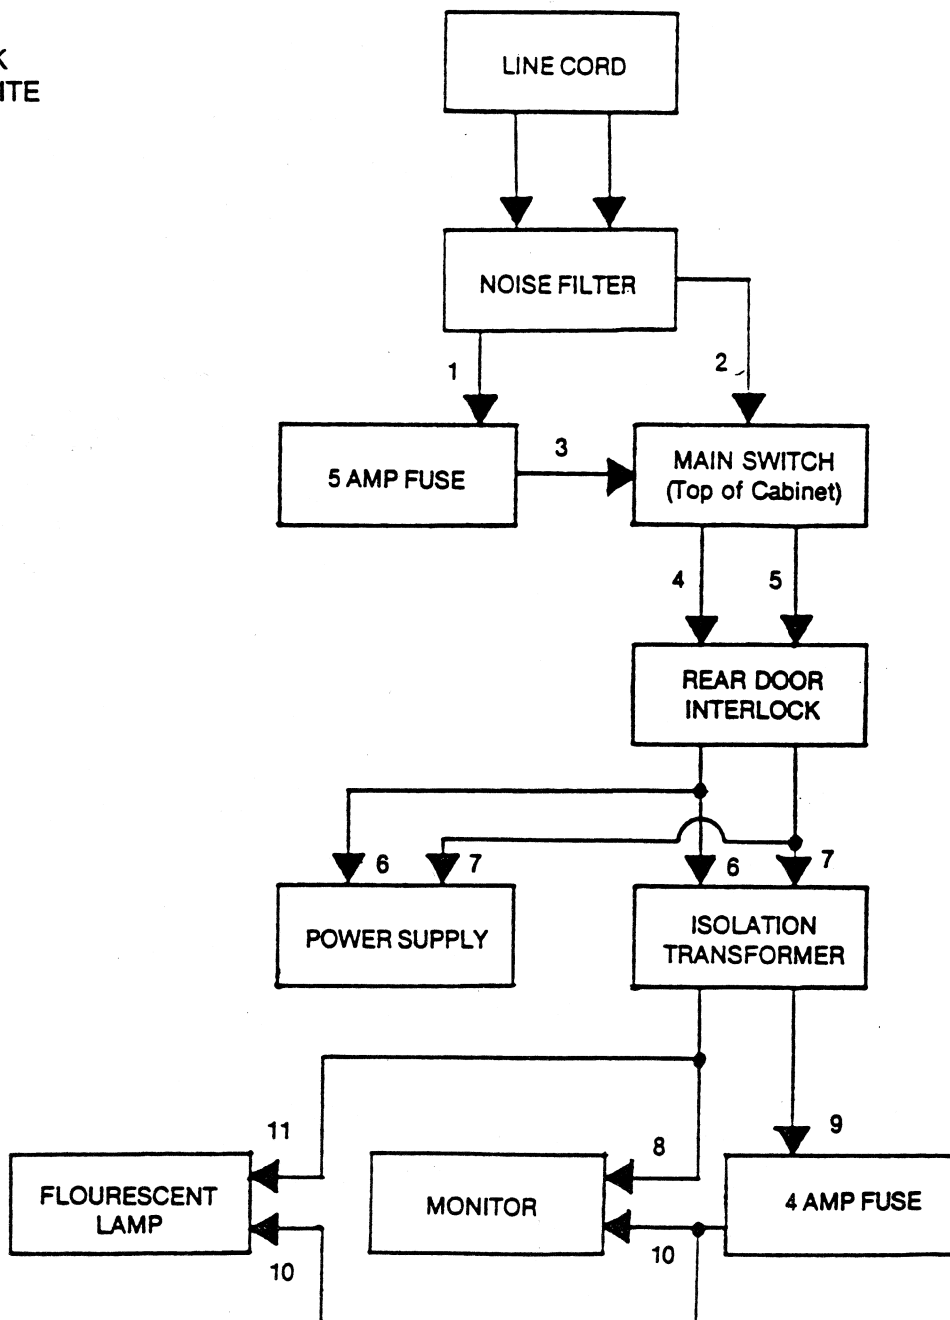 K
ITE
LINE CORD
NOISE FILTER
1
2
5 AMP FUSE
3
MAIN SWITCH
(Top of Cabinet)
4
5
REAR DOOR
INTERLOCK
6
7
6
7
POWER SUPPLY
ISOLATION
TRANSFORMER
11
8
9
FLOURESCENT
LAMP
MONITOR
4 AMP FUSE
10
10